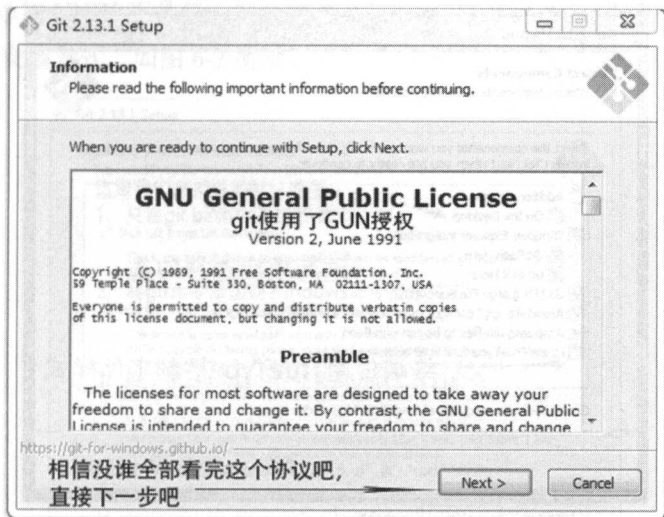 Git 2.13.1 Setup
Information
Please read the following important information before continuing.
When you are ready to continue with Setup, click Next.
GNU General Public License
git使用了GUN授权
Version 2, June 1991
Copyright (C) 1989, 1991 Free Software Foundation, Inc.
59 Temple Place - Suite 330, Boston, MA 02111-1307, USA
Everyone is permitted to copy and distribute verbatim copies
of this license document, but changing it is not allowed.
Preamble
The licenses for most software are designed to take away your
freedom to share and change it. By contrast, the GNU General Public
License is intended to guarantee your freedom to share and change
https://git-for-windows.github.io/
相信没谁全部看完这个协议吧,
直接下一步吧
Next >
Cancel